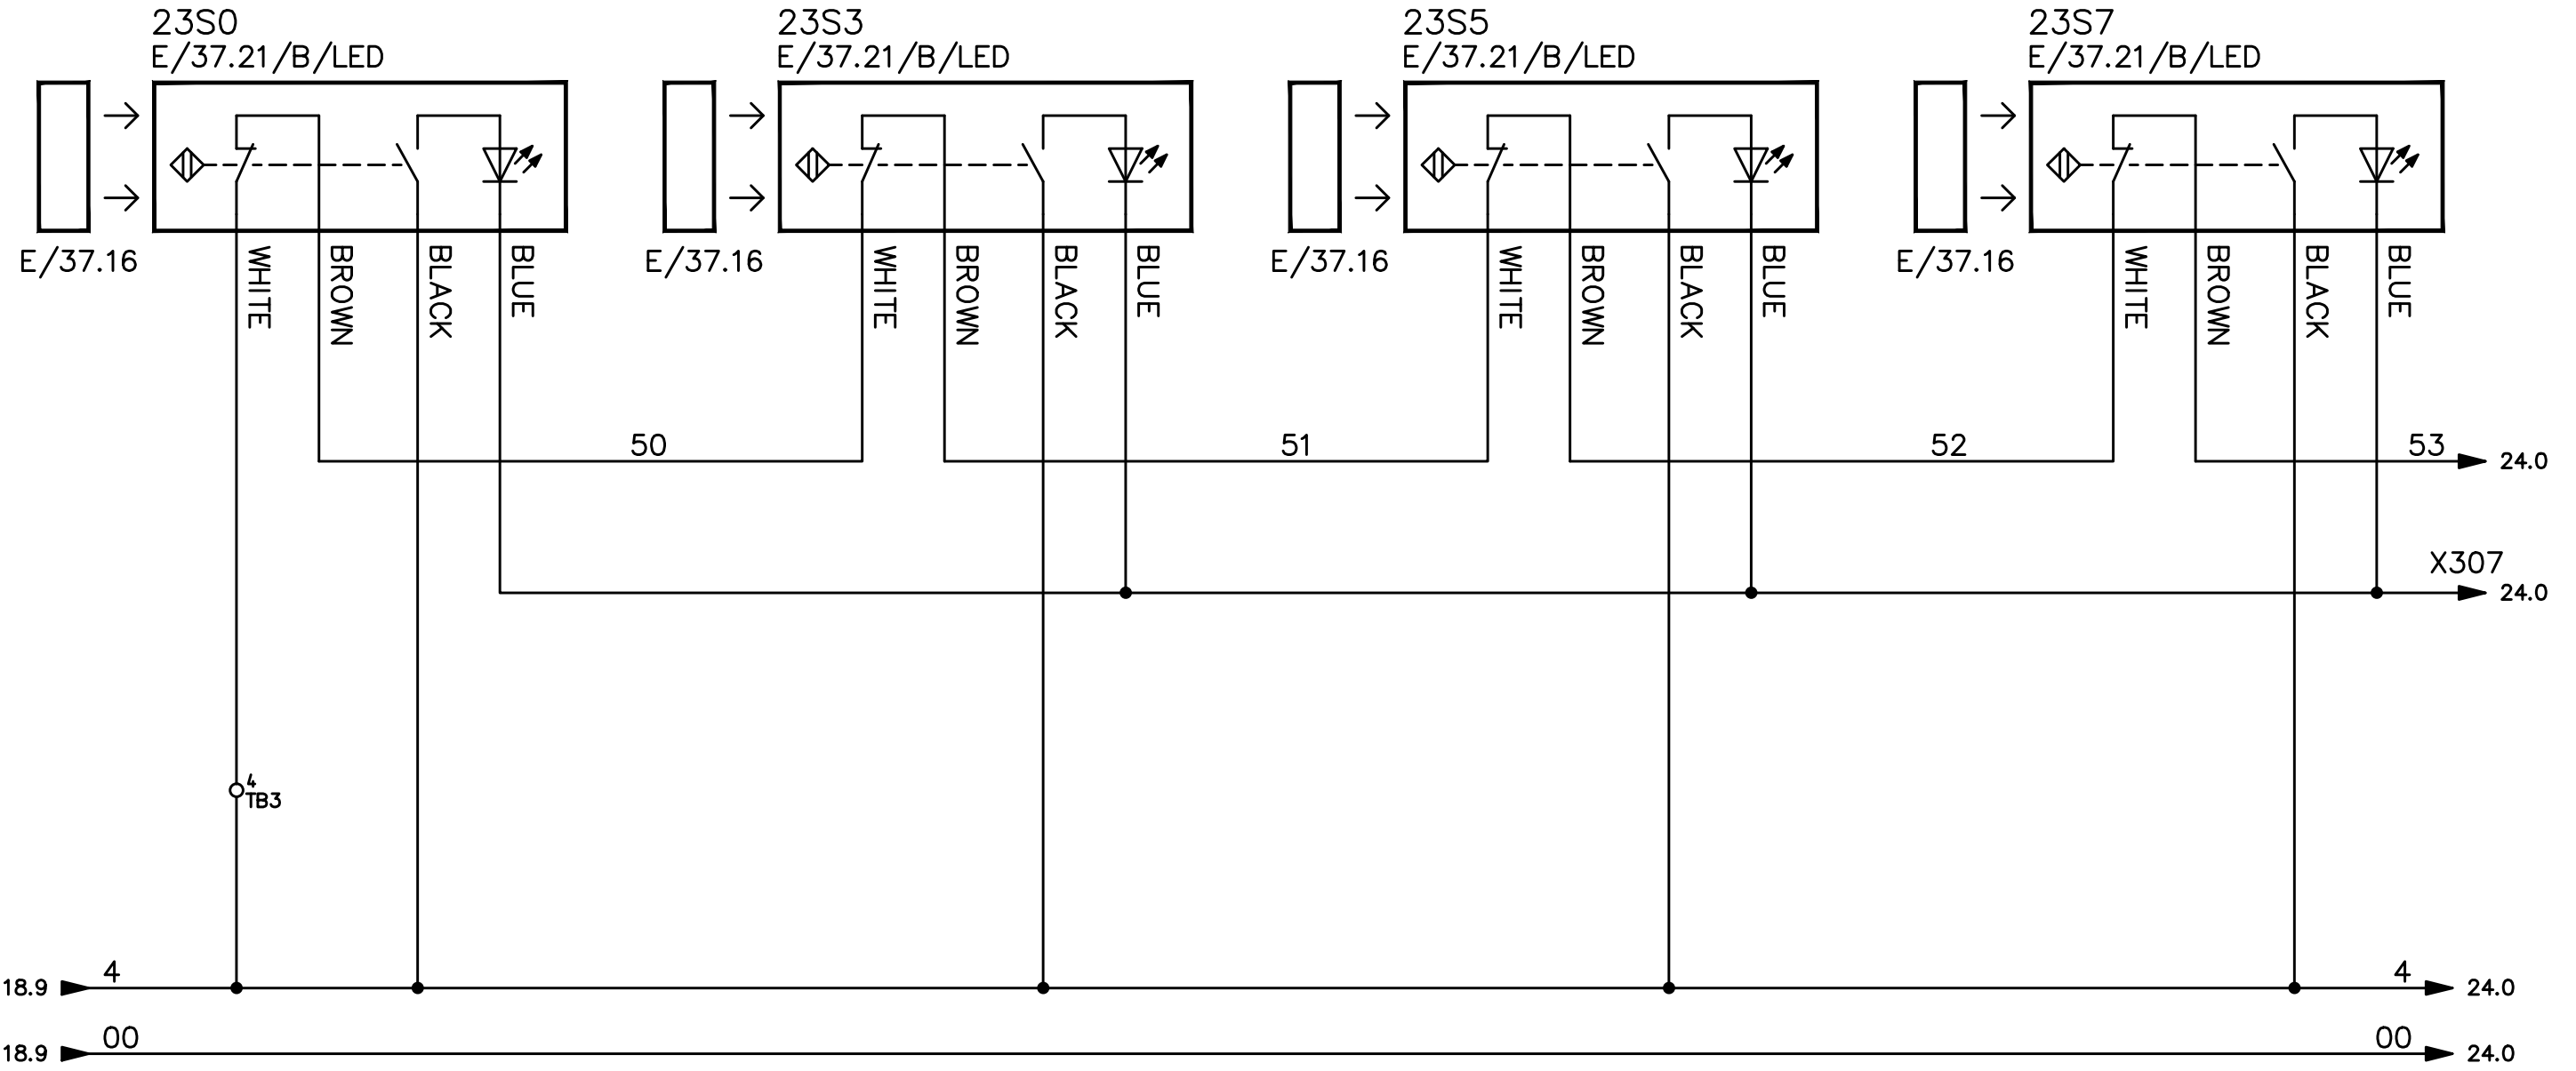 23S0
E/37.21/B/LED
23S3
E/37.21/B/LED
23S5
E/37.21/B/LED
23S7
E/37.21/B/LED
E/37.16
WHITE
BROWN
BLACK
BLUE
E/37.16
WHITE
BROWN
BLACK
BLUE
E/37.16
WHITE
BROWN
BLACK
BLUE
E/37.16
WHITE
BROWN
BLACK
BLUE
50
51
52
53
24.0
X307
24.0
4
TB3
18.9
4
4
24.0
18.9
00
00
24.0